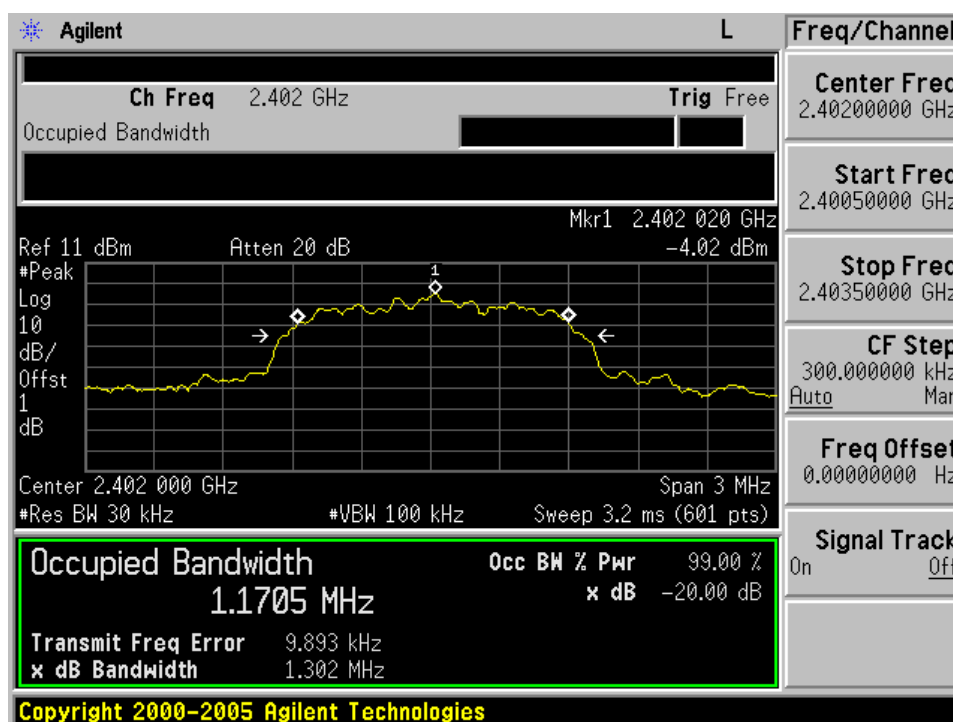 Agilent L Freq/Channel
Ch Freq 2.402 GHz Trig Free
Occupied Bandwidth
Center Freq
2.40200000 GHz
Start Freq
2.40050000 GHz
Stop Freq
2.40350000 GHz
CF Step
300.000000 kHz
Auto Man
Freq Offset
0.00000000 Hz
Signal Track
On Off
Mkr1 2.402 020 GHz
Ref 11 dBm Atten 20 dB -4.02 dBm
#Peak
Log
10
dB/
Offst
1
dB
1
Center 2.402 000 GHz Span 3 MHz
#Res BW 30 kHz #VBW 100 kHz Sweep 3.2 ms (601 pts)
Occupied Bandwidth Occ BW % Pwr 99.00 %
1.1705 MHz x dB -20.00 dB
Transmit Freq Error 9.893 kHz
x dB Bandwidth 1.302 MHz
Copyright 2000-2005 Agilent Technologies